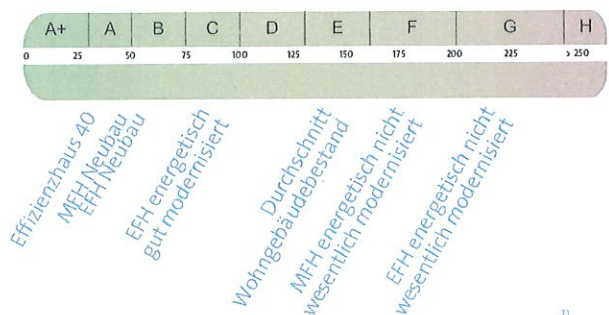 A+ A B C D E F G H
0 25 50 75 100 125 150 175 200 225 > 250
Effizienzhaus 40
MFH Neubau
EFH Neubau
EFH energetisch
gut modernisiert
Durchschnitt
Wohngebäudebestand
MFH energetisch nicht
wesentlich modernisiert
EFH energetisch nicht
wesentlich modernisiert
7)